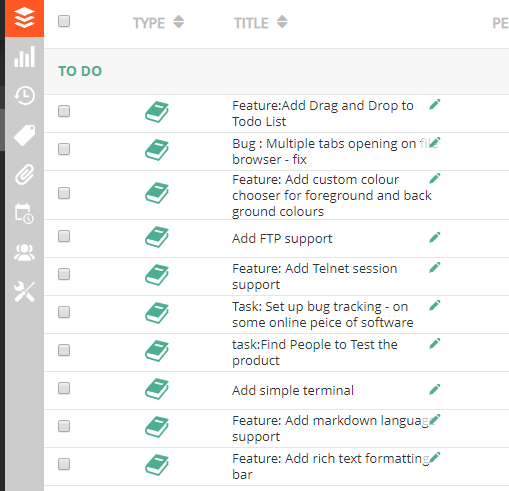 TYPE TITLE PE
TO DO
Feature:Add Drag and Drop to
Todo List
Bug : Multiple tabs opening on file
browser - fix
Feature: Add custom colour
chooser for foreground and back
ground colours
Add FTP support
Feature: Add Telnet session
support
Task: Set up bug tracking - on
some online peice of software
task:Find People to Test the
product
Add simple terminal
Feature: Add markdown language
support
Feature: Add rich text formatting
bar